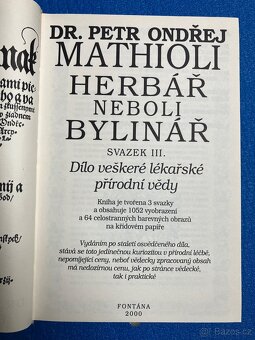 DR. PETR ONDŘEJ
MATHIOLI
HERBÁŘ
NEBOLI
BYLINÁŘ
SVAZEK III.
Dílo veškeré lékařské
přírodní vědy
Kniha je tvořena 3 svazky
a obsahuje 1052 vyobrazení
a 64 celostranných barevných obrazů
na křídovém papíře
Vydáním po staletí osvědčeného díla,
stává se toto jedinečnou kuriozitou v přírodní léčbě,
nepomíjející ceny, neboť vědecky zpracovaný obsah
má nedozírnou cenu, jak po stránce vědecké,
tak i praktické
FONTÁNA
2000